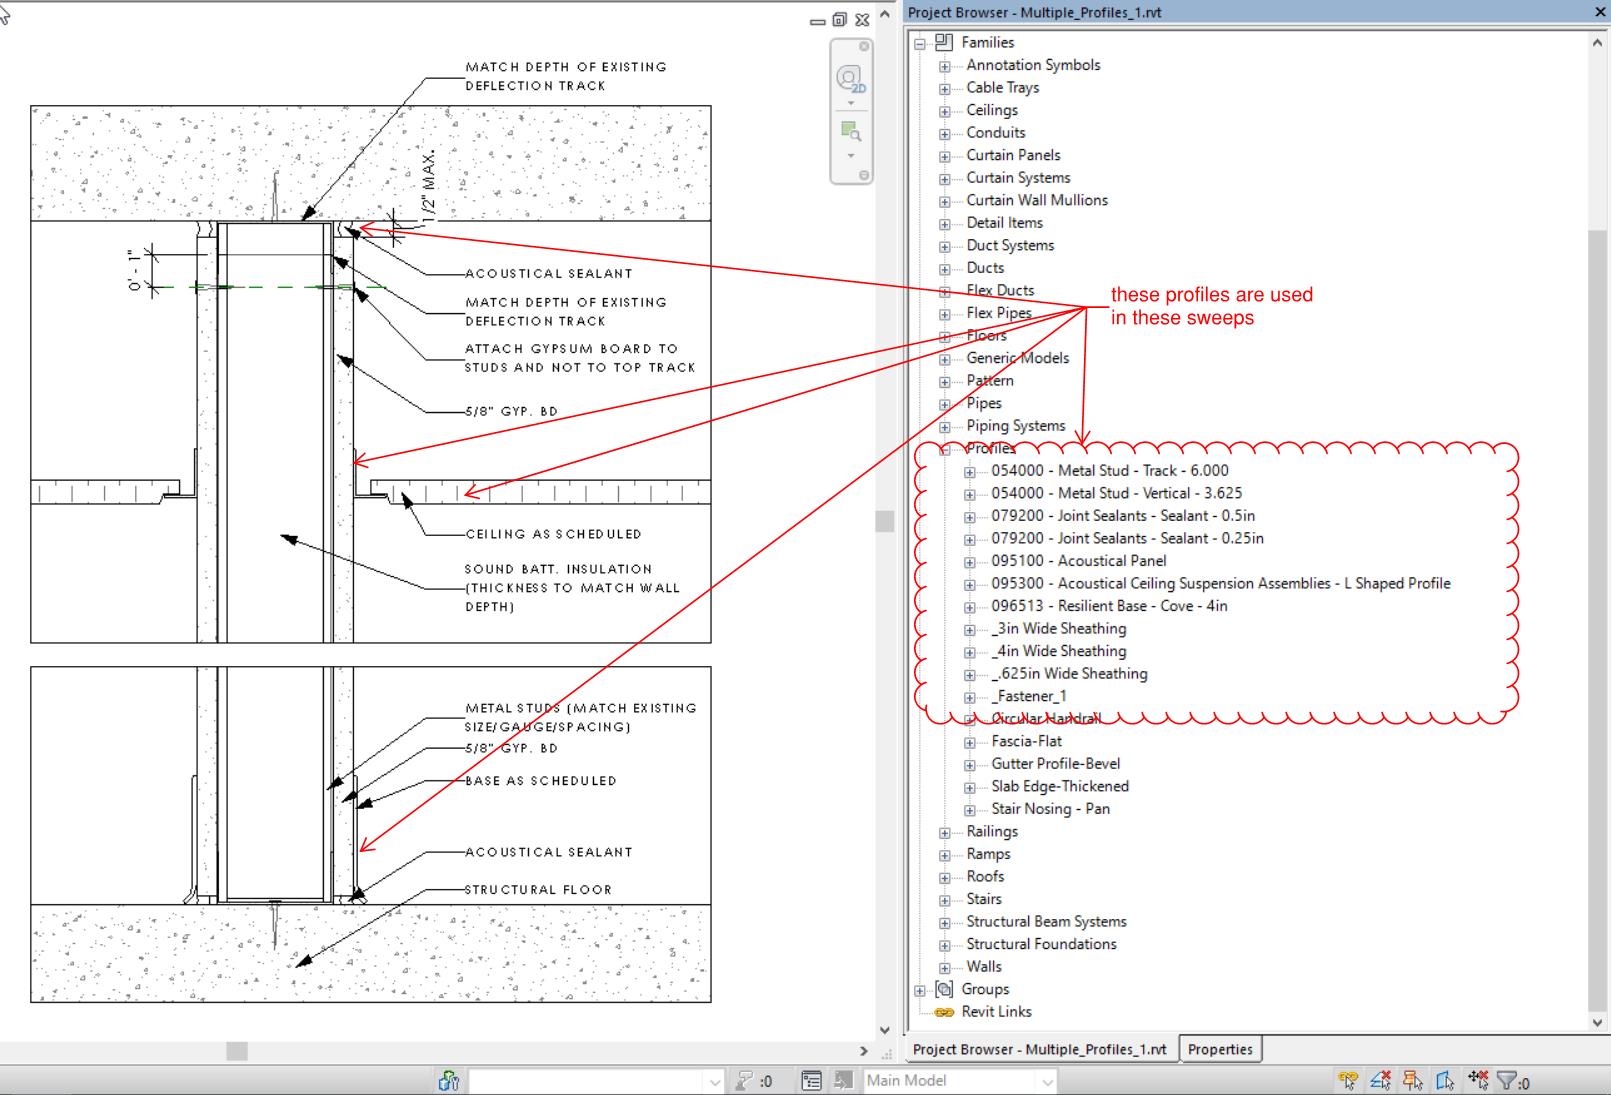 Project Browser - Multiple_Profiles_1.rvt
MATCH DEPTH OF EXISTING
DEFLECTION TRACK
1/2" MAX.
0' - 1"
ACOUSTICAL SEALANT
MATCH DEPTH OF EXISTING
DEFLECTION TRACK
ATTACH GYPSUM BOARD TO
STUDS AND NOT TO TOP TRACK
5/8" GYP. BD
CEILING AS SCHEDULED
SOUND BATT. INSULATION
(THICKNESS TO MATCH WALL
DEPTH)
METAL STUDS (MATCH EXISTING
SIZE/GAUGE/SPACING)
5/8" GYP. BD
BASE AS SCHEDULED
ACOUSTICAL SEALANT
STRUCTURAL FLOOR
2D
Families
Annotation Symbols
Cable Trays
Ceilings
Conduits
Curtain Panels
Curtain Systems
Curtain Wall Mullions
Detail Items
Duct Systems
Ducts
Flex Ducts
Flex Pipes
Floors
Generic Models
Pattern
Pipes
Piping Systems
Profiles
054000 - Metal Stud - Track - 6.000
054000 - Metal Stud - Vertical - 3.625
079200 - Joint Sealants - Sealant - 0.5in
079200 - Joint Sealants - Sealant - 0.25in
095100 - Acoustical Panel
095300 - Acoustical Ceiling Suspension Assemblies - L Shaped Profile
096513 - Resilient Base - Cove - 4in
_3in Wide Sheathing
_4in Wide Sheathing
_.625in Wide Sheathing
_Fastener_1
Circular Handrail
Fascia-Flat
Gutter Profile-Bevel
Slab Edge-Thickened
Stair Nosing - Pan
Railings
Ramps
Roofs
Stairs
Structural Beam Systems
Structural Foundations
Walls
Groups
Revit Links
these profiles are used
in these sweeps
Project Browser - Multiple_Profiles_1.rvt
Properties
:0
Main Model
:0